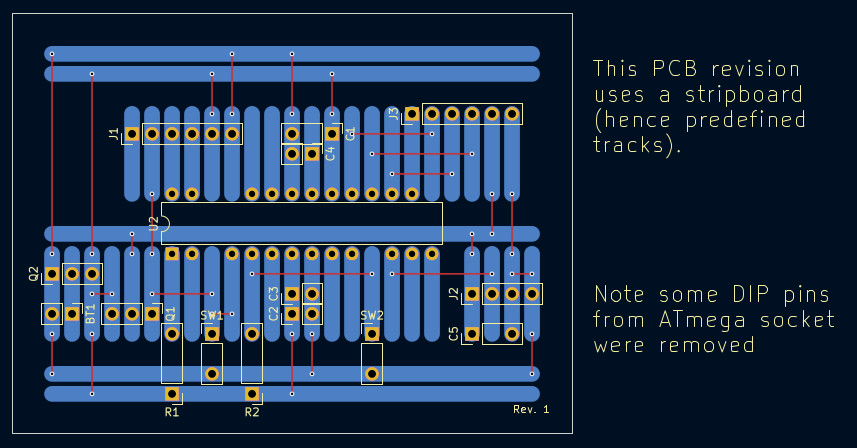 This PCB revision
uses a stripboard
(hence predefined
tracks).
J1
C4
C1
J3
U2
Q2
BT1
Q1
SW1
C3
C2
SW2
J2
C5
R1
R2
Rev. 1
Note some DIP pins
from ATmega socket
were removed